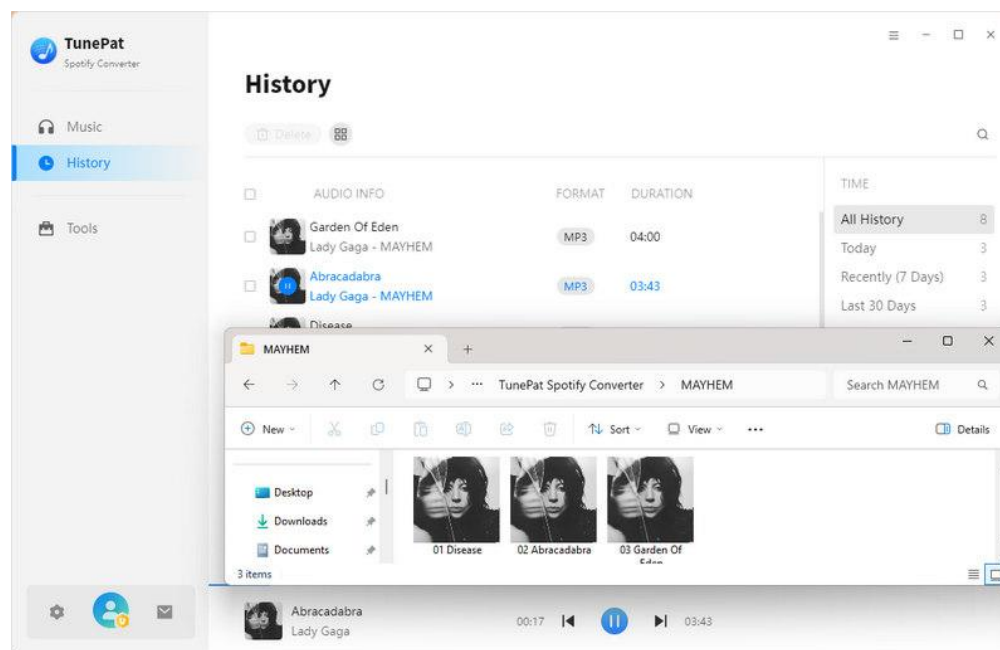 TunePat
Spotify Converter
Music
History
Tools
History
Delete
AUDIO INFO
FORMAT
DURATION
Garden Of Eden
Lady Gaga - MAYHEM
MP3
04:00
Abracadabra
Lady Gaga - MAYHEM
MP3
03:43
Disease
TIME
All History 8
Today 3
Recently (7 Days) 3
Last 30 Days 3
MAYHEM
TunePat Spotify Converter > MAYHEM
Search MAYHEM
New
Sort
View
Details
Desktop
Downloads
Documents
01 Disease
02 Abracadabra
03 Garden Of
Eden
3 items
Abracadabra
Lady Gaga
00:17
03:43